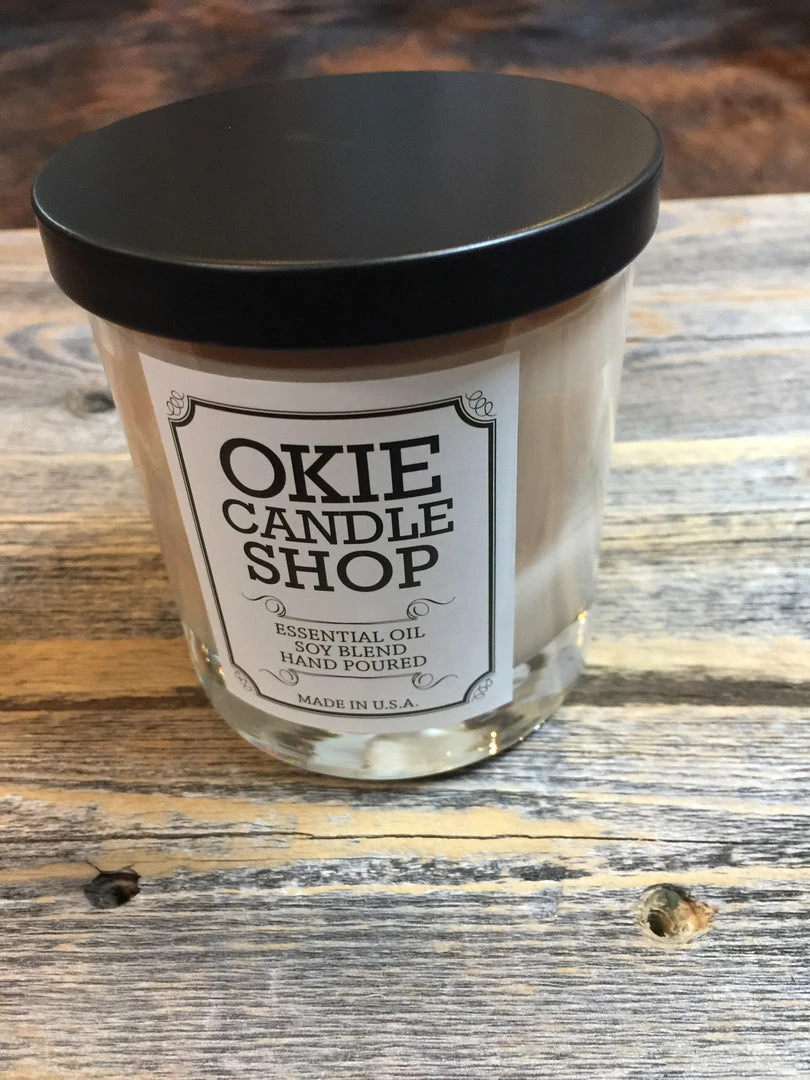 OKIE
CANDLE
SHOP
ESSENTIAL OIL
SOY BLEND
HAND POURED
MADE IN U.S.A.